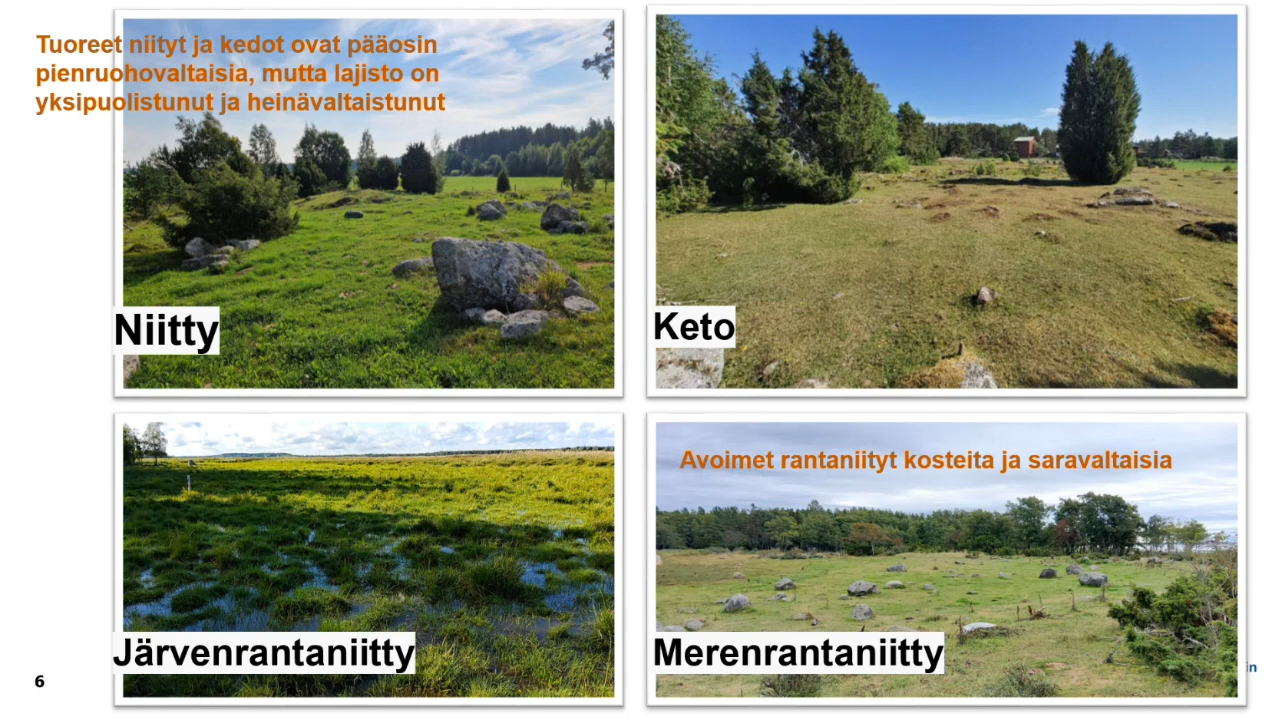 Tuoreet niityt ja kedot ovat pääosin
pienruohovaltaisia, mutta lajisto on
yksipuolistunut ja heinävaltaistunut
Niitty
Keto
Avoimet rantaniityt kosteita ja saravaltaisia
Järvenrantaniitty
Merenrantaniitty
6
in